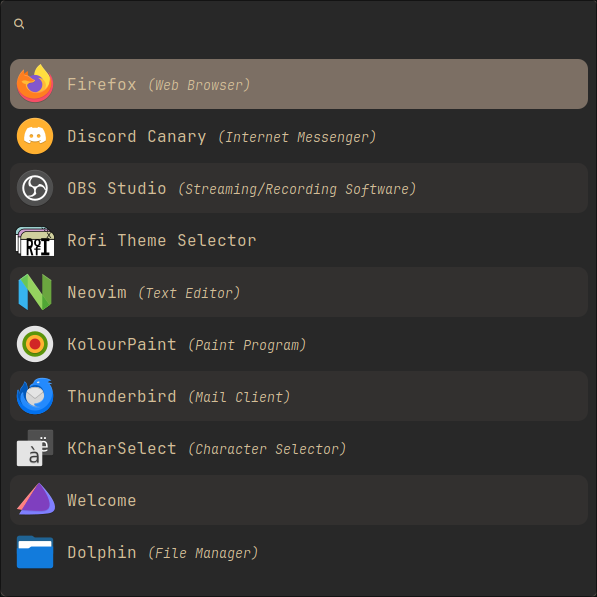 Firefox (Web Browser)
Discord Canary (Internet Messenger)
OBS Studio (Streaming/Recording Software)
Rofi Theme Selector
Neovim (Text Editor)
KolourPaint (Paint Program)
Thunderbird (Mail Client)
KCharSelect (Character Selector)
Welcome
Dolphin (File Manager)